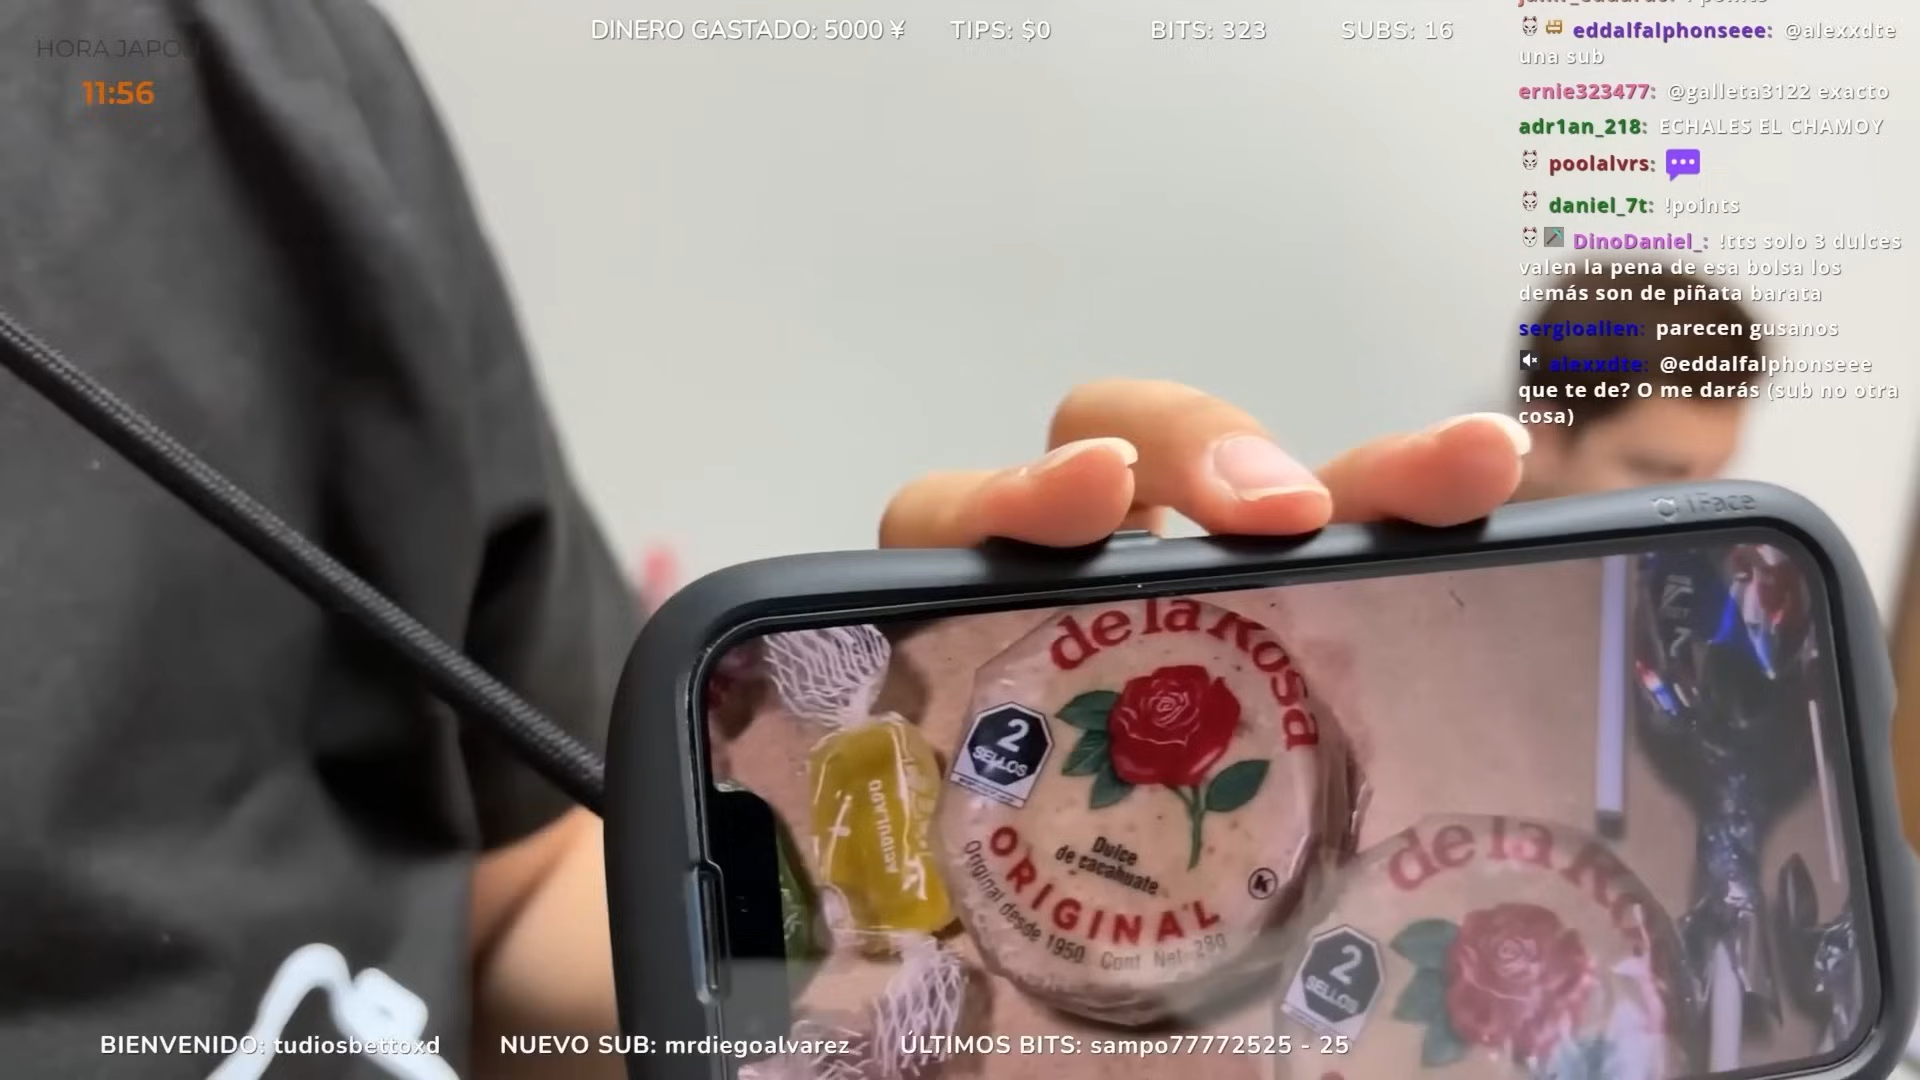 HORA JAPÓN
11:56
DINERO GASTADO: 5000 ¥
TIPS: $0
BITS: 323
SUBS: 16
eddalfalphonseee: @alexxdte
una sub
ernie323477: @galleta3122 exacto
adr1an_218: ECHALES EL CHAMOY
poolalvrs:
daniel_7t: !points
DinoDaniel_: !tts solo 3 dulces
valen la pena de esa bolsa los
demás son de piñata barata
sergioalien: parecen gusanos
alexxdte: @eddalfalphonseee
que te de? O me darás (sub no otra
cosa)
iFace
de la Rosa
2
SELLOS
Dulce
de cacahuate
ORIGINAL
Original desde 1950 Cont Net 28g
K
ACIDULADO
de la Ro
2
SELLOS
BIENVENIDO: tudiosbettoxd
NUEVO SUB: mrdiegoalvarez
ÚLTIMOS BITS: sampo77772525 - 25